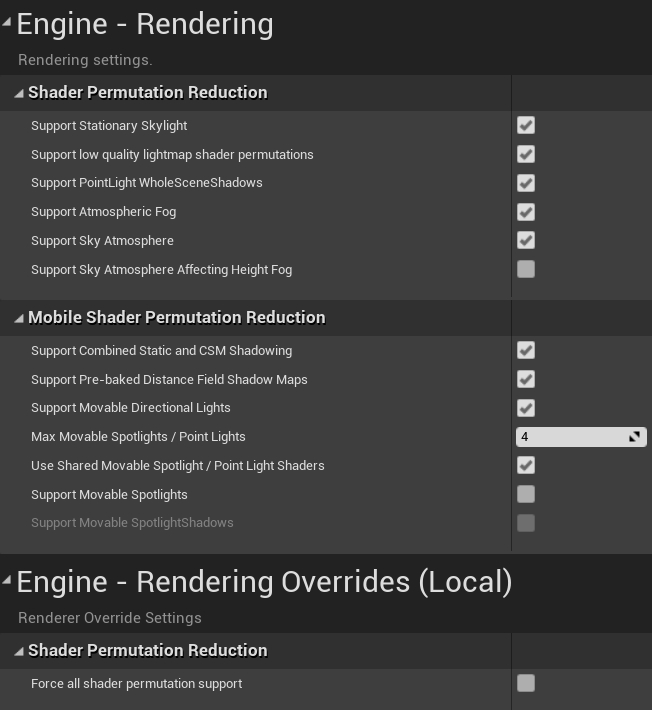 Engine - Rendering
Rendering settings.
Shader Permutation Reduction
Support Stationary Skylight
Support low quality lightmap shader permutations
Support PointLight WholeSceneShadows
Support Atmospheric Fog
Support Sky Atmosphere
Support Sky Atmosphere Affecting Height Fog
Mobile Shader Permutation Reduction
Support Combined Static and CSM Shadowing
Support Pre-baked Distance Field Shadow Maps
Support Movable Directional Lights
Max Movable Spotlights / Point Lights 4
Use Shared Movable Spotlight / Point Light Shaders
Support Movable Spotlights
Support Movable SpotlightShadows
Engine - Rendering Overrides (Local)
Renderer Override Settings
Shader Permutation Reduction
Force all shader permutation support